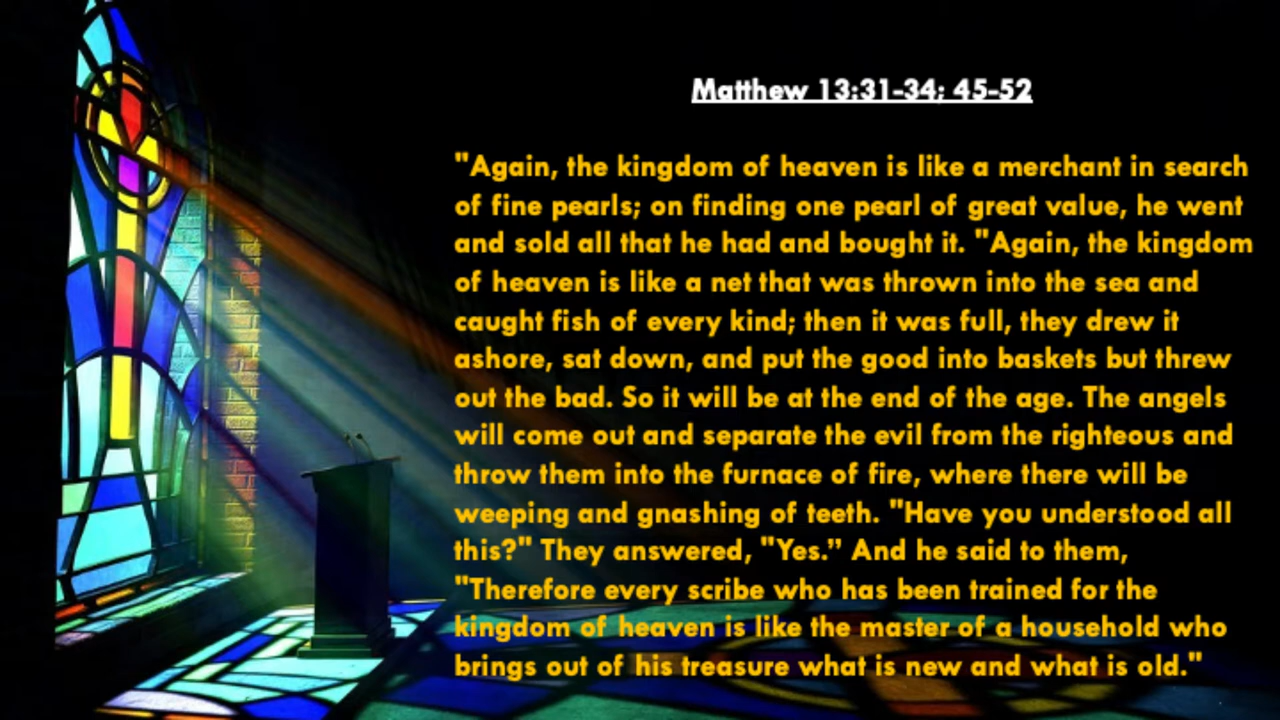 Matthew 13:31-34; 45-52
"Again, the kingdom of heaven is like a merchant in search
of fine pearls; on finding one pearl of great value, he went
and sold all that he had and bought it. "Again, the kingdom
of heaven is like a net that was thrown into the sea and
caught fish of every kind; then it was full, they drew it
ashore, sat down, and put the good into baskets but threw
out the bad. So it will be at the end of the age. The angels
will come out and separate the evil from the righteous and
throw them into the furnace of fire, where there will be
weeping and gnashing of teeth. "Have you understood all
this?" They answered, "Yes.” And he said to them,
"Therefore every scribe who has been trained for the
kingdom of heaven is like the master of a household who
brings out of his treasure what is new and what is old."